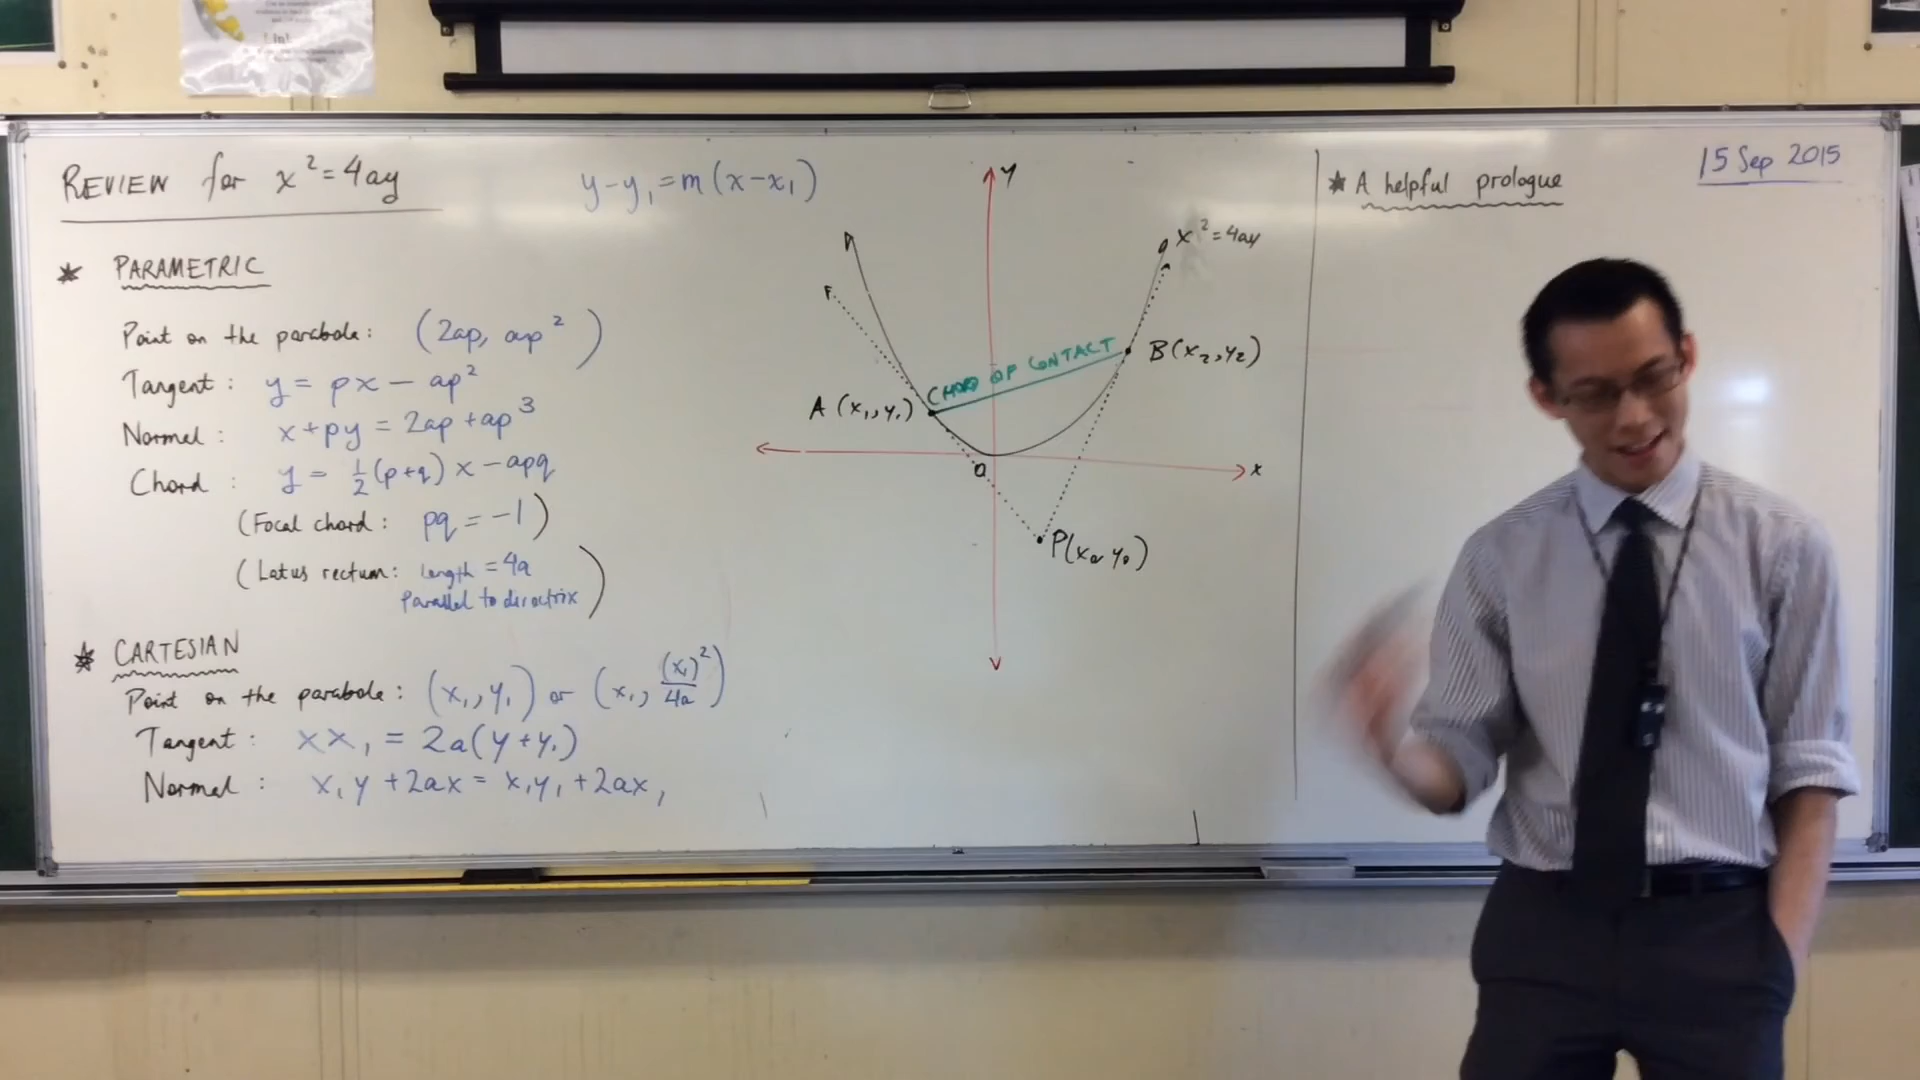 REVIEW for x² = 4ay
y-y₁ = m(x-x₁)
* PARAMETRIC
Point on the parabola: (2ap, ap²)
Tangent: y = px - ap²
Normal: x+py = 2ap+ap³
Chord: y = ½(p+q)x - apq
(Focal chord: pq = -1)
(Latus rectum: Length = 4a
Parallel to directrix)
* CARTESIAN
Point on the parabola: (x₁, y₁) or (x₁, (x₁)²/4a)
Tangent: xx₁ = 2a(y+y₁)
Normal: x₁y + 2ax = x₁y₁ + 2ax₁
y
x² = 4ay
CHORD OF CONTACT
B(x₂, y₂)
A(x₁, y₁)
O
x
P(x₀, y₀)
* A helpful prologue
15 Sep 2015